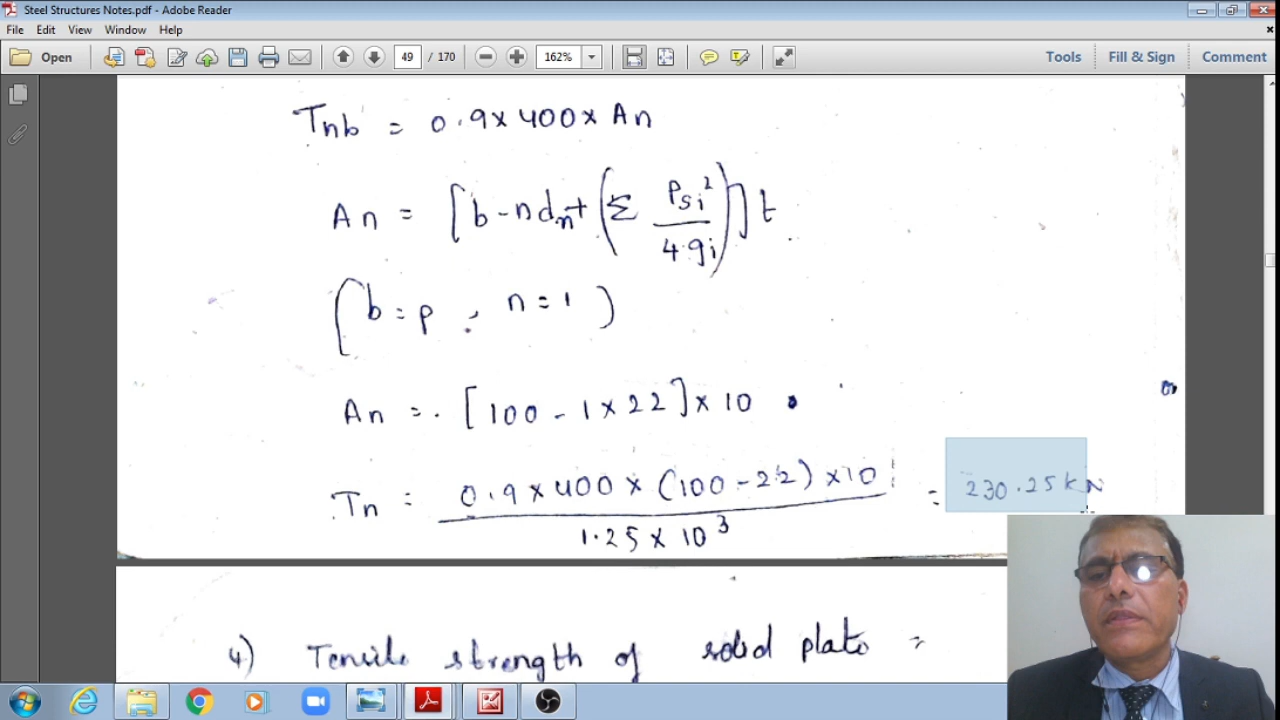 Steel Structures Notes.pdf - Adobe Reader
File Edit View Window Help
Open 49 / 170 162% Tools Fill & Sign Comment
Tnb = 0.9 x 400 x An
An = [b - n dn + (Σ Psi² / 4 gi)] t
(b = p , n = 1)
An = [100 - 1 x 22] x 10
Tn = 0.9 x 400 x (100 - 22) x 10 / 1.25 x 10³ = 230.25 kN
4) Tensile strength of solid plate =